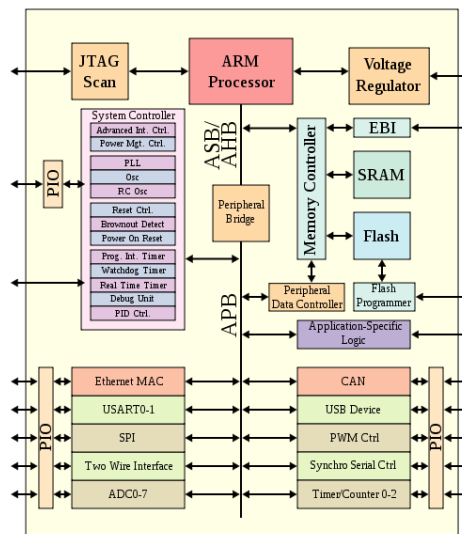 JTAG
Scan
ARM
Processor
Voltage
Regulator
System Controller
Advanced Int. Ctrl.
Power Mgt. Ctrl.
PLL
Osc
RC Osc
Reset Ctrl.
Brownout Detect
Power On Reset
Prog. Int. Timer
Watchdog Timer
Real Time Timer
Debug Unit
PID Ctrl.
PIO
ASB/
AHB
Peripheral
Bridge
APB
Memory Controller
EBI
SRAM
Flash
Peripheral
Data Controller
Flash
Programmer
Application-Specific
Logic
PIO
Ethernet MAC
USART0-1
SPI
Two Wire Interface
ADC0-7
CAN
USB Device
PWM Ctrl
Synchro Serial Ctrl
Timer/Counter 0-2
PIO